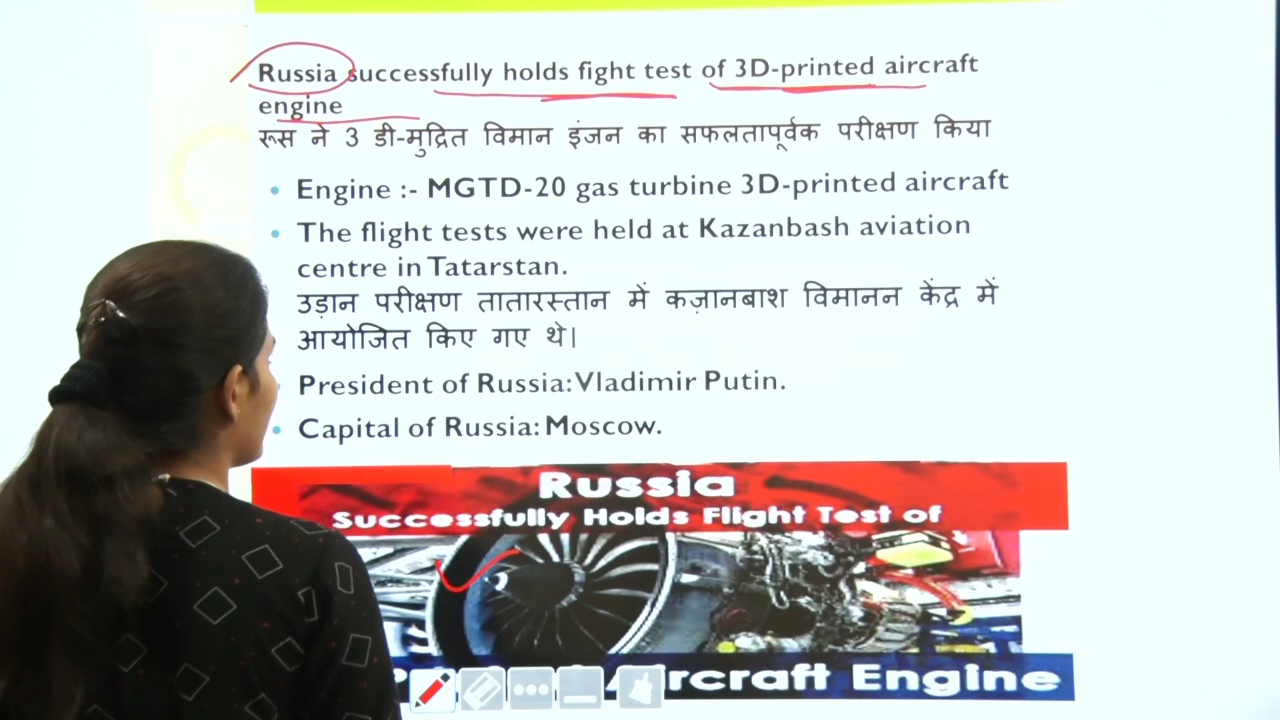 Russia successfully holds fight test of 3D-printed aircraft
engine
रूस ने 3 डी-मुद्रित विमान इंजन का सफलतापूर्वक परीक्षण किया
• Engine :- MGTD-20 gas turbine 3D-printed aircraft
• The flight tests were held at Kazanbash aviation
centre in Tatarstan.
उड़ान परीक्षण तातारस्तान में कज़ानबाश विमानन केंद्र में
आयोजित किए गए थे।
President of Russia: Vladimir Putin.
• Capital of Russia: Moscow.
Russia
Successfully Holds Flight Test of
Aircraft Engine